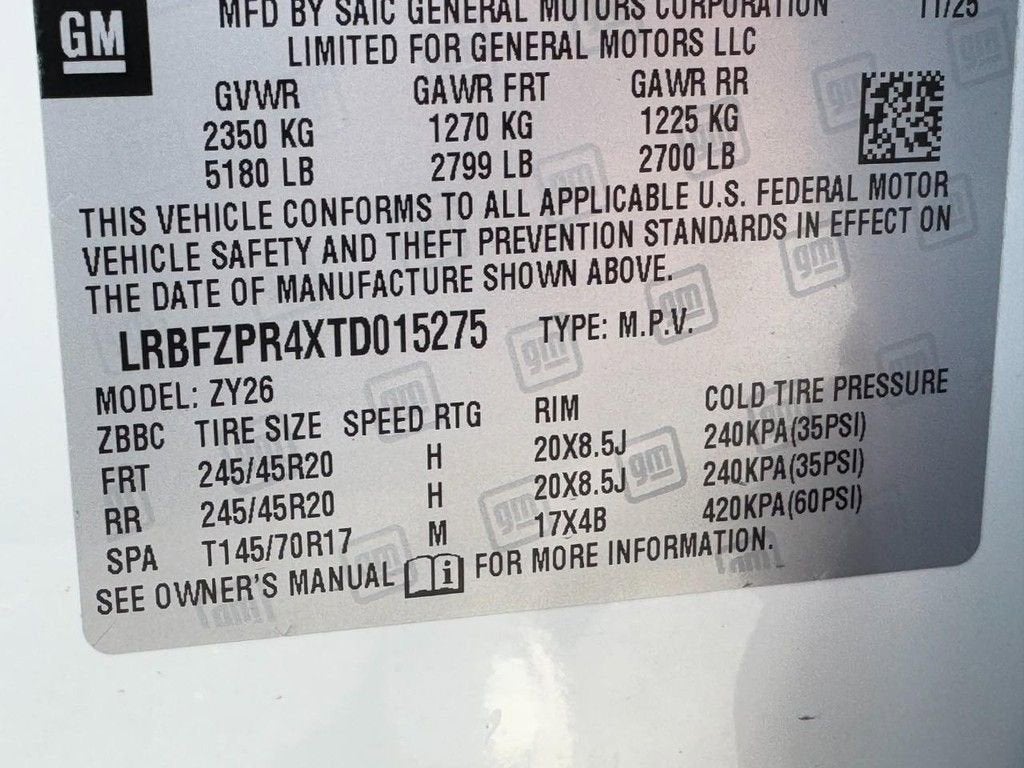 GM
MFD BY SAIC GENERAL MOTORS CORPORATION 11/25
LIMITED FOR GENERAL MOTORS LLC
GVWR GAWR FRT GAWR RR
2350 KG 1270 KG 1225 KG
5180 LB 2799 LB 2700 LB
THIS VEHICLE CONFORMS TO ALL APPLICABLE U.S. FEDERAL MOTOR
VEHICLE SAFETY AND THEFT PREVENTION STANDARDS IN EFFECT ON
THE DATE OF MANUFACTURE SHOWN ABOVE.
LRBFZPR4XTD015275 TYPE: M.P.V.
MODEL: ZY26
ZBBC TIRE SIZE SPEED RTG RIM COLD TIRE PRESSURE
FRT 245/45R20 H 20X8.5J 240KPA(35PSI)
RR 245/45R20 H 20X8.5J 240KPA(35PSI)
SPA T145/70R17 M 17X4B 420KPA(60PSI)
SEE OWNER'S MANUAL i FOR MORE INFORMATION.